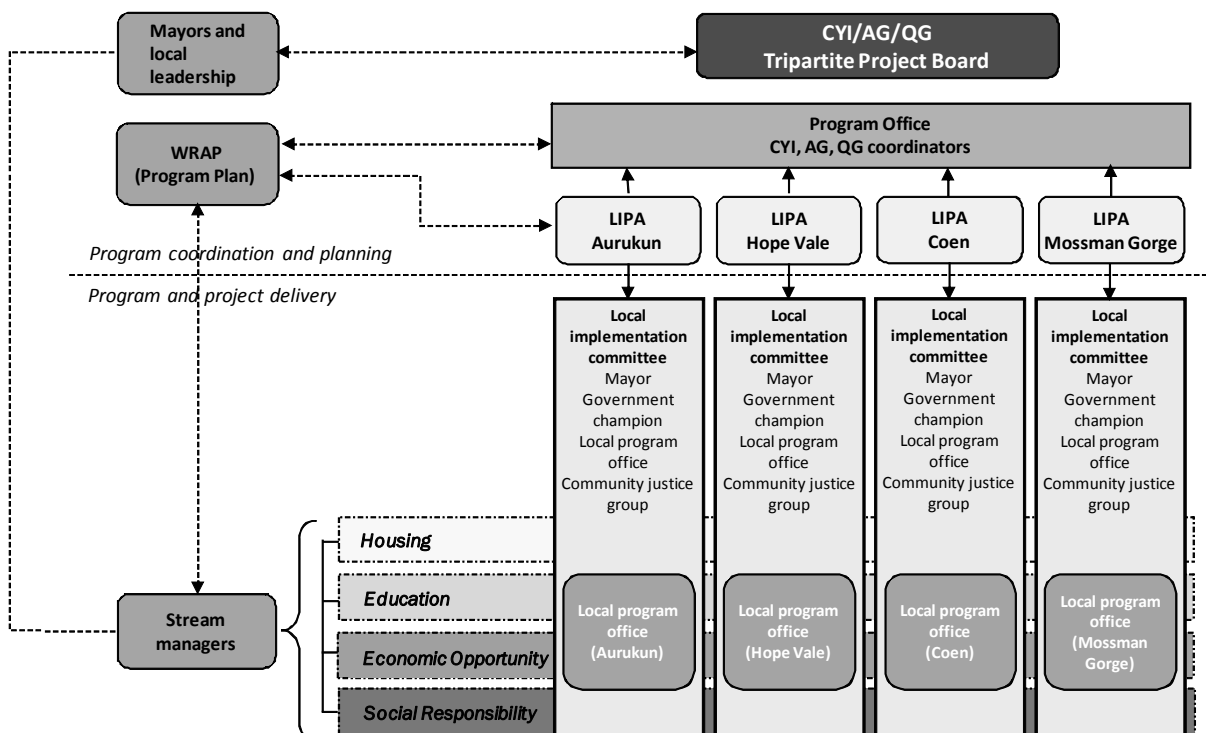 Mayors and
local
leadership
CYI/AG/QG
Tripartite Project Board
WRAP
(Program Plan)
Program Office
CYI, AG, QG coordinators
LIPA
Aurukun
LIPA
Hope Vale
LIPA
Coen
LIPA
Mossman Gorge
Program coordination and planning
Program and project delivery
Local
implementation
committee
Mayor
Government
champion
Local program
office
Community justice
group
Local
implementation
committee
Mayor
Government
champion
Local program
office
Community justice
group
Local
implementation
committee
Mayor
Government
champion
Local program
office
Community justice
group
Local
implementation
committee
Mayor
Government
champion
Local program
office
Community justice
group
Stream
managers
Housing
Education
Economic Opportunity
Social Responsibility
Local program
office
(Aurukun)
Local program
office
(Hope Vale)
Local program
office
(Coen)
Local program
office
(Mossman
Gorge)